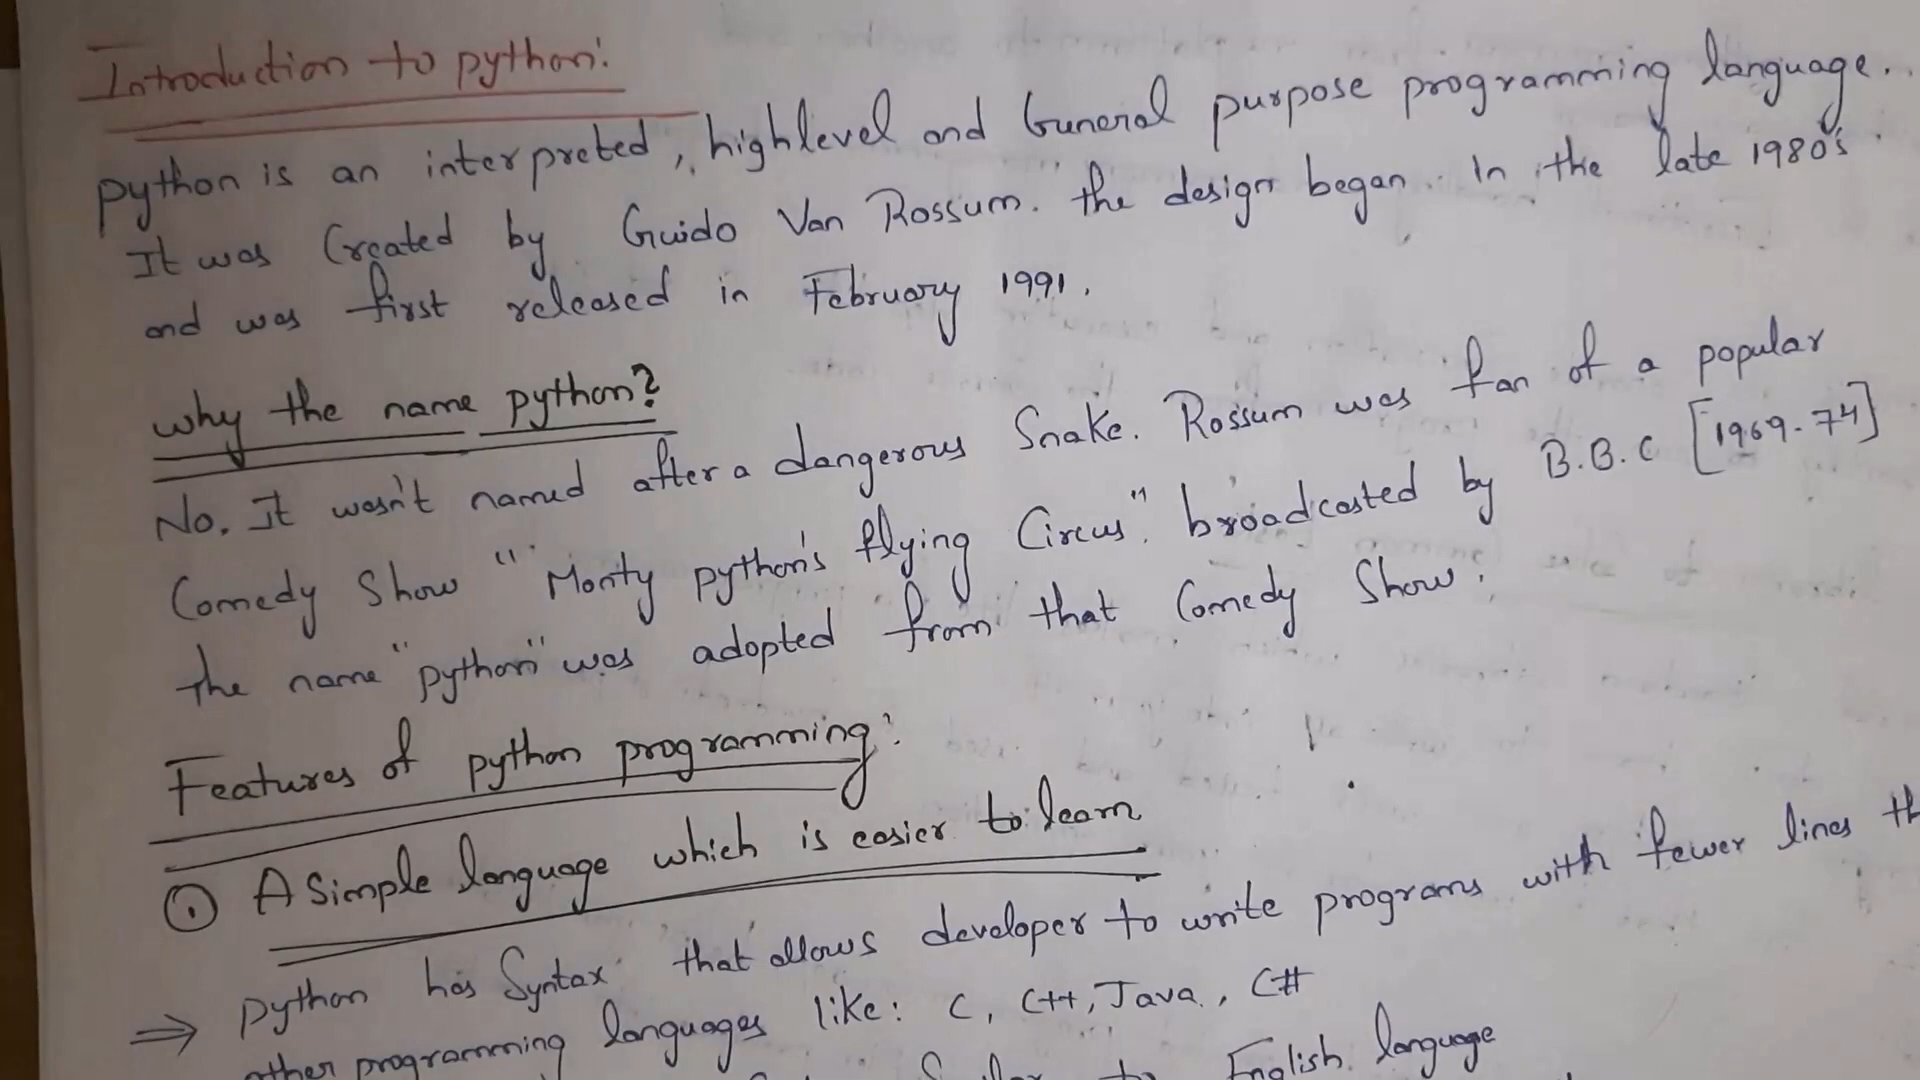 Introduction to python:
python is an interpreted, highlevel and General purpose programming language.
It was Created by Guido Van Rossum. the design began in the late 1980's
and was first released in February 1991.
why the name python?
No. It wasn't named after a dangerous Snake. Rossum was fan of a popular
Comedy Show "Monty python's flying Circus". broadcasted by B.B.C [1969-74]
the name "python" was adopted from that Comedy Show.
Features of python programming:
① A Simple language which is easier to learn
⇒ python has Syntax that allows developer to write programs with fewer lines th
other programming languages like: C, C++, Java, C#
to English language